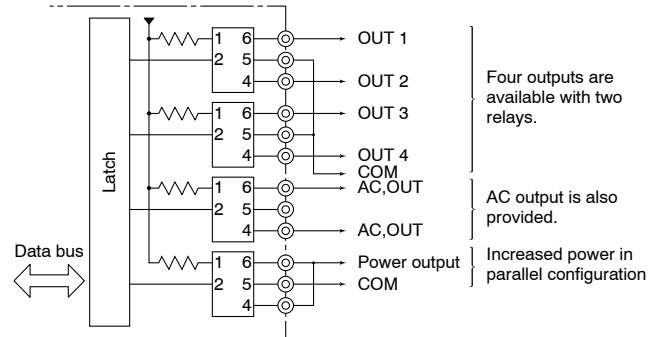 1 6 OUT 1
2 5
4 OUT 2
Four outputs are
available with two
relays.
1 6 OUT 3
2 5
4 OUT 4
COM
1 6 AC,OUT
2 5
4 AC,OUT
AC output is also
provided.
Latch
Data bus
1 6 Power output
2 5 COM
4
Increased power in
parallel configuration